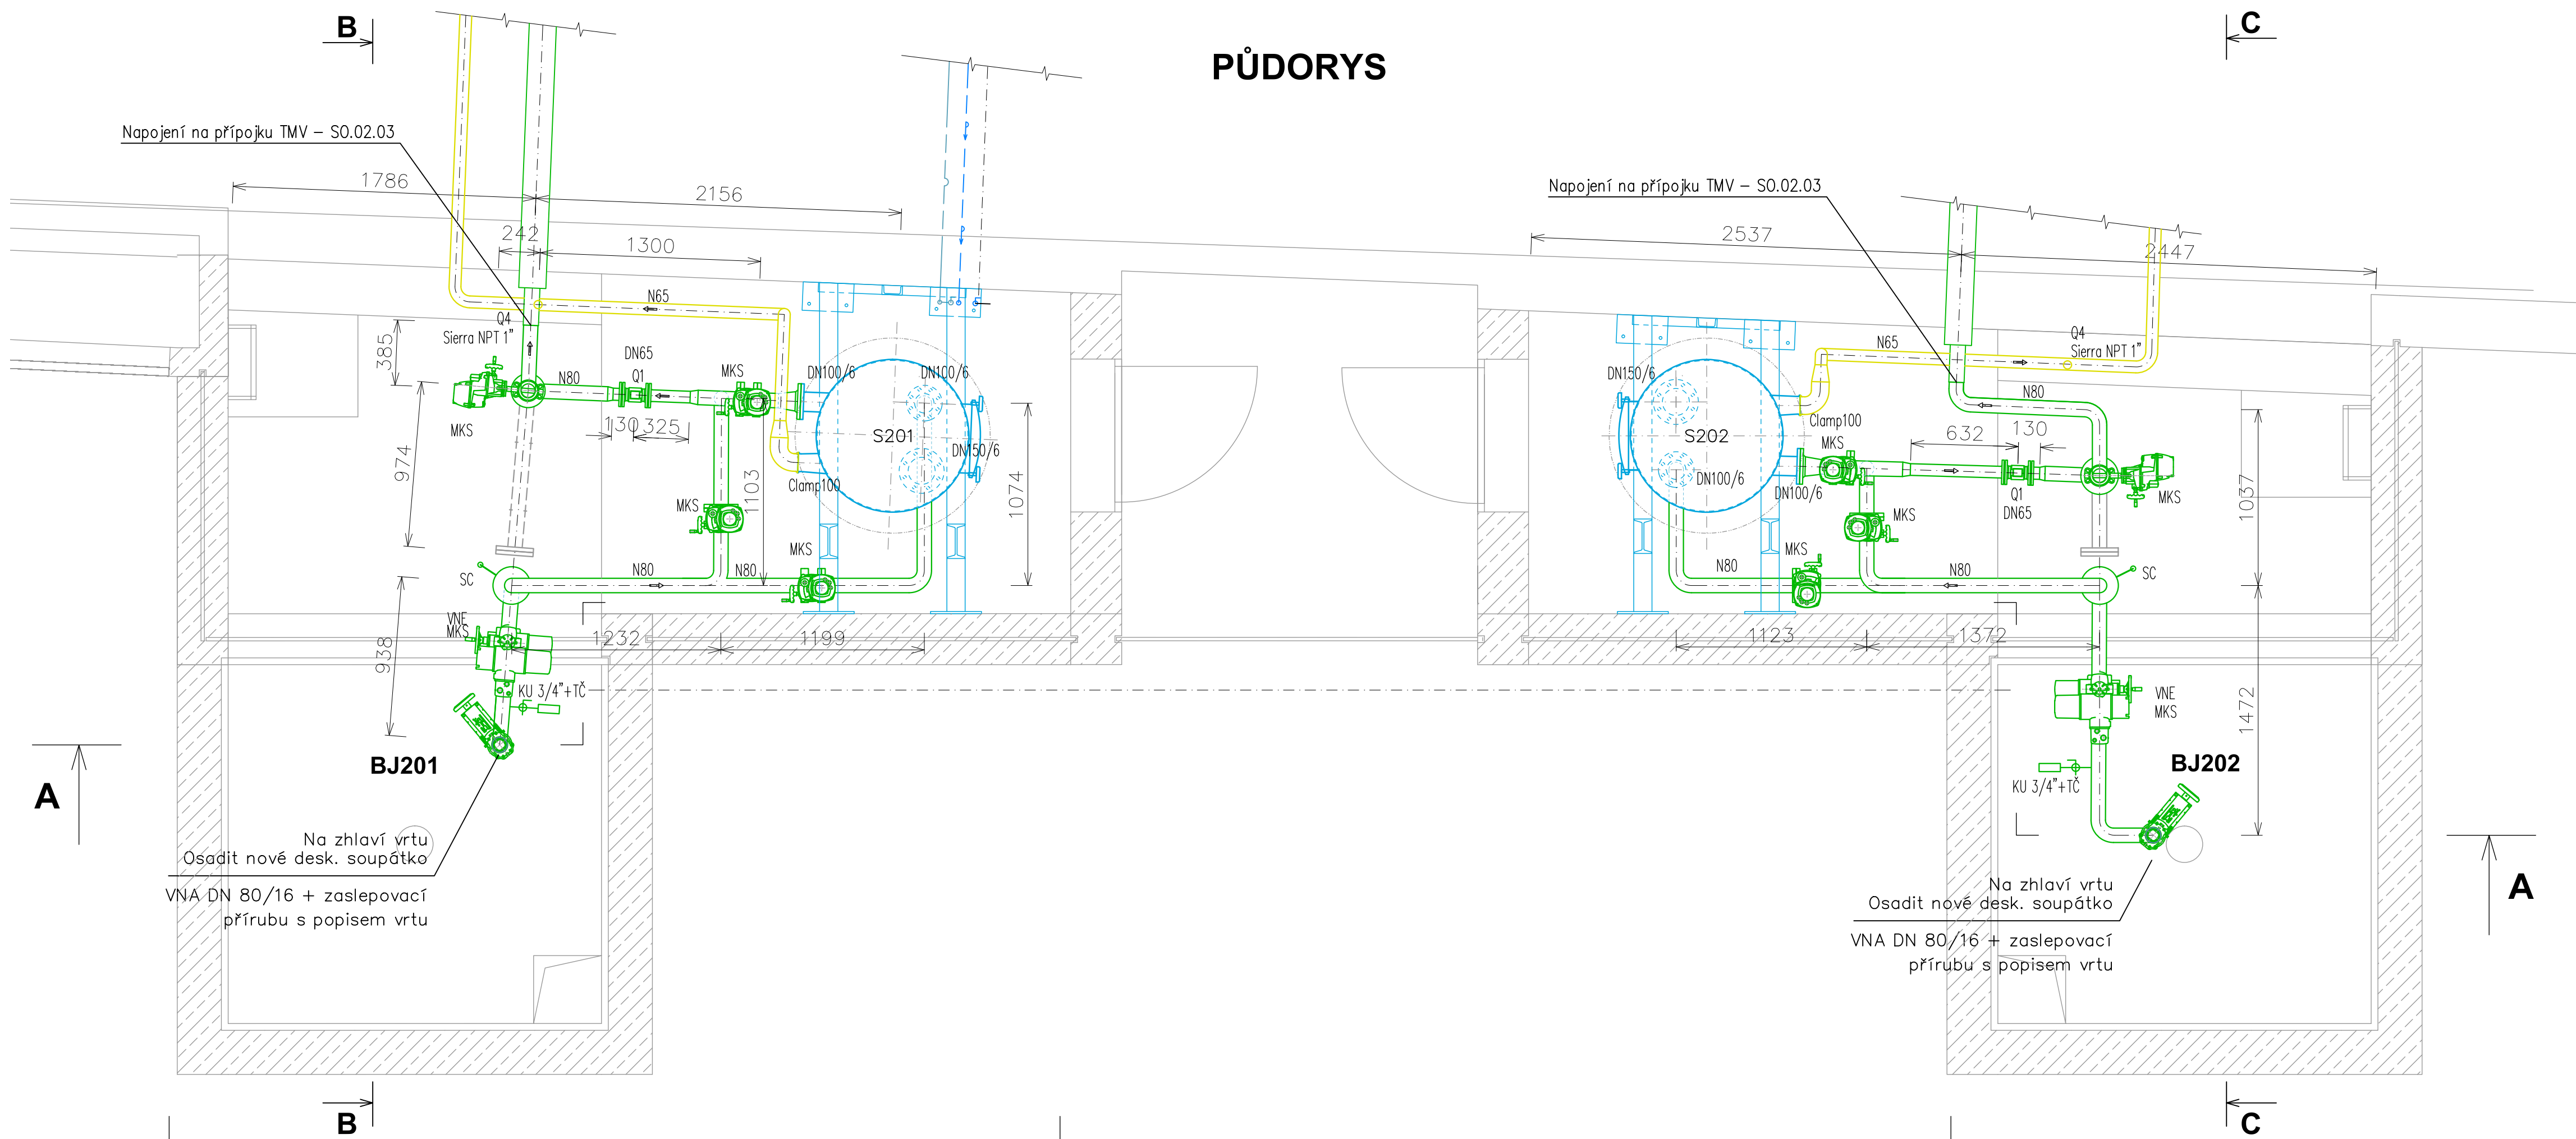 B
C
PŮDORYS
Napojení na přípojku TMV – SO.02.03
Napojení na přípojku TMV – SO.02.03
1786
2156
2537
2447
242
1300
N65
N65
Q4
Sierra NPT 1"
Q4
Sierra NPT 1"
385
DN65
Q1
N80
MKS
MKS
DN100/6
DN100/6
130
325
974
S201
DN150/6
Clamp100
1103
1074
MKS
MKS
SC
N80
N80
VNE
MKS
938
1232
1199
KU 3/4"+TČ
BJ201
A
Na zhlaví vrtu
Osadit nové desk. soupátko
VNA DN 80/16 + zaslepovací
přírubu s popisem vrtu
DN150/6
S202
DN100/6
DN100/6
Clamp100
MKS
N80
632
130
Q1
DN65
MKS
MKS
MKS
1037
N80
N80
SC
1123
1372
VNE
MKS
1472
KU 3/4"+TČ
BJ202
A
Na zhlaví vrtu
Osadit nové desk. soupátko
VNA DN 80/16 + zaslepovací
přírubu s popisem vrtu
B
C